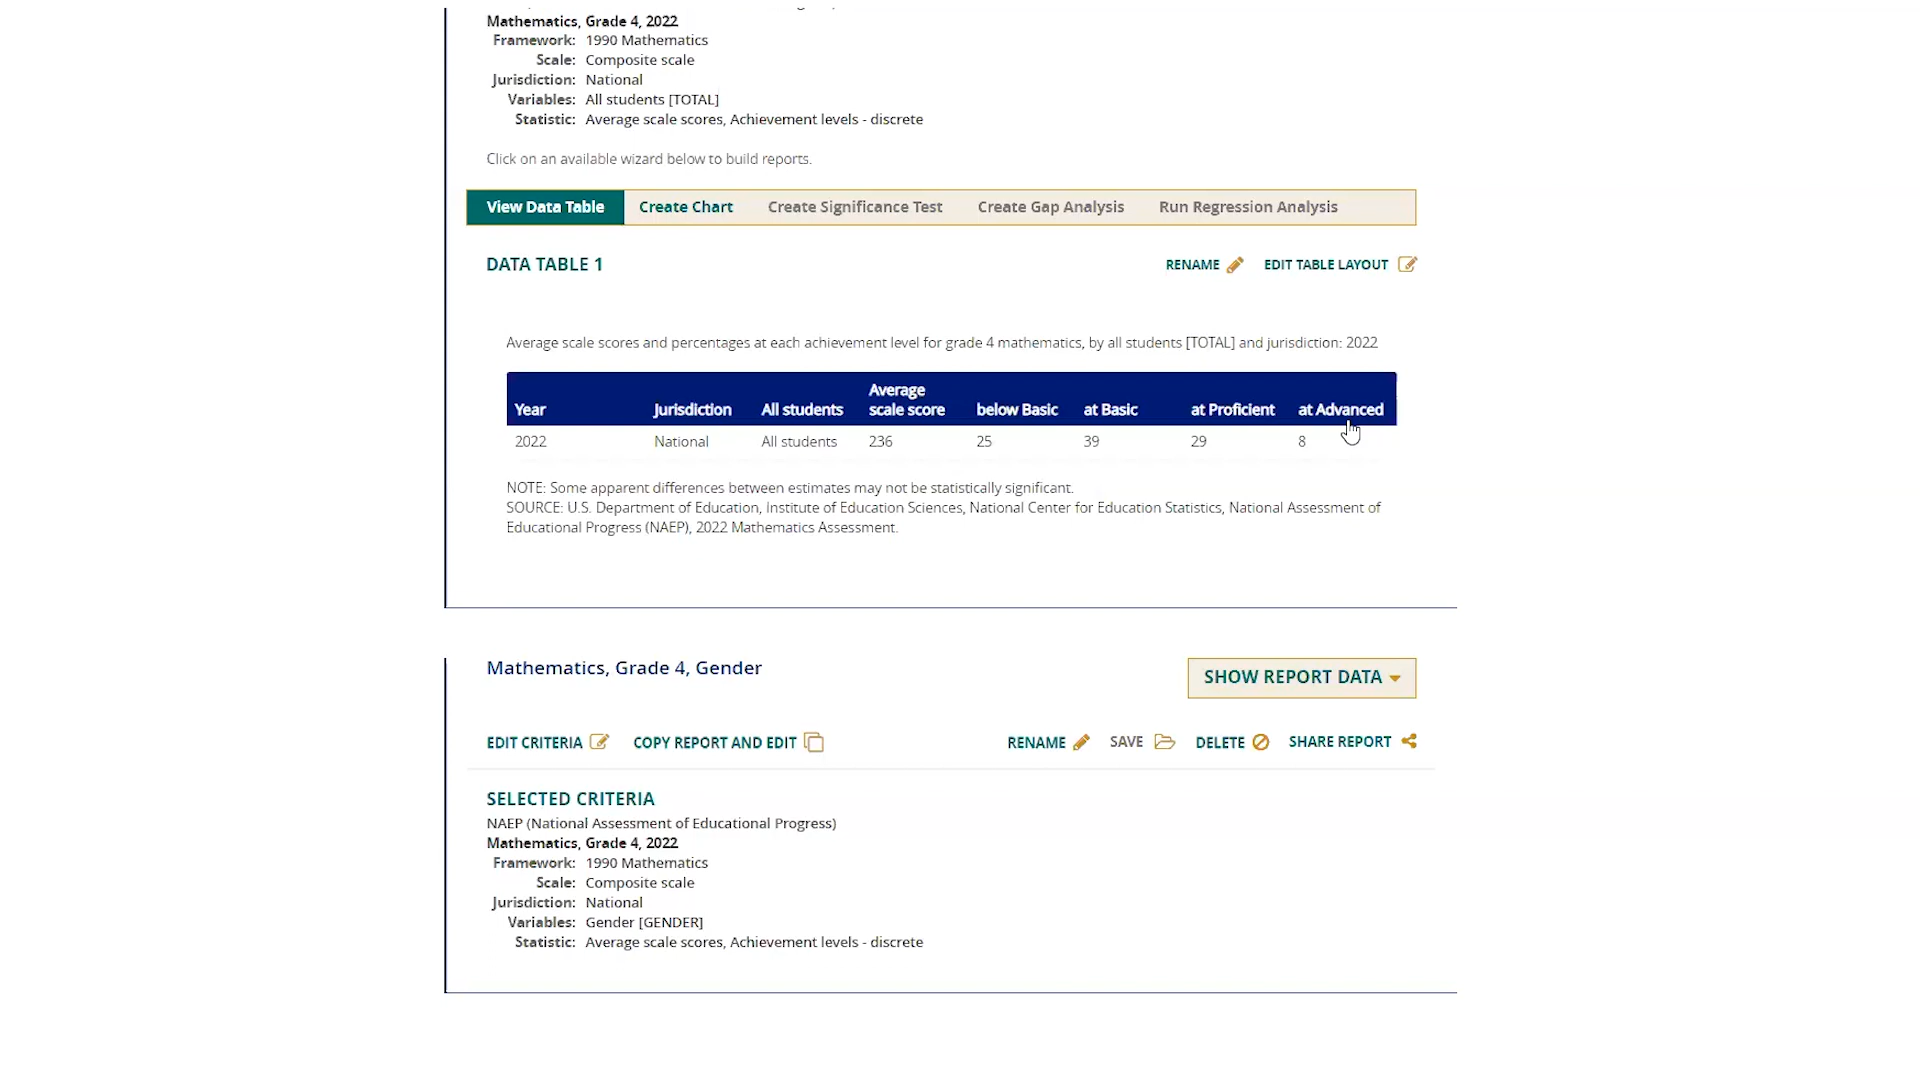 Mathematics, Grade 4, 2022
Framework: 1990 Mathematics
Scale: Composite scale
Jurisdiction: National
Variables: All students [TOTAL]
Statistic: Average scale scores, Achievement levels - discrete
Click on an available wizard below to build reports.
View Data Table Create Chart Create Significance Test Create Gap Analysis Run Regression Analysis
DATA TABLE 1 RENAME EDIT TABLE LAYOUT
Average scale scores and percentages at each achievement level for grade 4 mathematics, by all students [TOTAL] and jurisdiction: 2022
Year Jurisdiction All students Average scale score below Basic at Basic at Proficient at Advanced
2022 National All students 236 25 39 29 8
NOTE: Some apparent differences between estimates may not be statistically significant.
SOURCE: U.S. Department of Education, Institute of Education Sciences, National Center for Education Statistics, National Assessment of
Educational Progress (NAEP), 2022 Mathematics Assessment.
Mathematics, Grade 4, Gender SHOW REPORT DATA
EDIT CRITERIA COPY REPORT AND EDIT RENAME SAVE DELETE SHARE REPORT
SELECTED CRITERIA
NAEP (National Assessment of Educational Progress)
Mathematics, Grade 4, 2022
Framework: 1990 Mathematics
Scale: Composite scale
Jurisdiction: National
Variables: Gender [GENDER]
Statistic: Average scale scores, Achievement levels - discrete